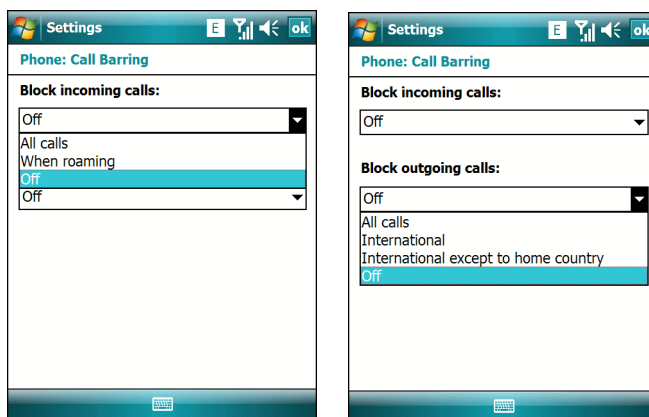 Settings E ok
Phone: Call Barring
Block incoming calls:
Off
All calls
When roaming
Off
Off
Settings E ok
Phone: Call Barring
Block incoming calls:
Off
Block outgoing calls:
Off
All calls
International
International except to home country
Off